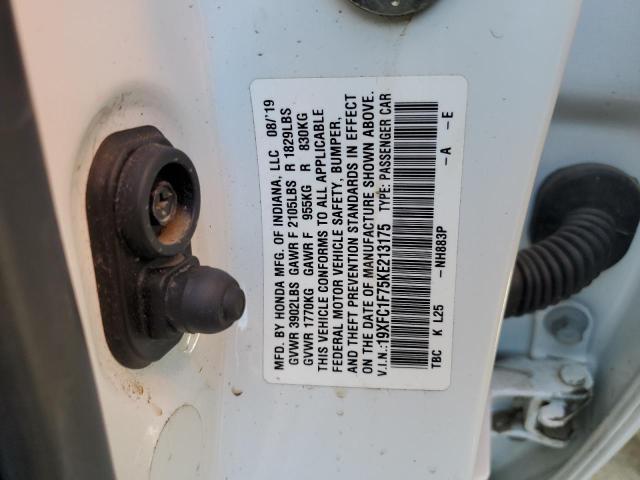 MFD. BY HONDA MFG. OF INDIANA, LLC 08/'19
GVWR 3902LBS GAWR F 2105LBS R 1829LBS
GVWR 1770KG GAWR F 955KG R 830KG
THIS VEHICLE CONFORMS TO ALL APPLICABLE
FEDERAL MOTOR VEHICLE SAFETY, BUMPER,
AND THEFT PREVENTION STANDARDS IN EFFECT
ON THE DATE OF MANUFACTURE SHOWN ABOVE.
V.I.N.:19XFC1F75KE213175 TYPE: PASSENGER CAR
TBC K L25 -NH883P -A -E